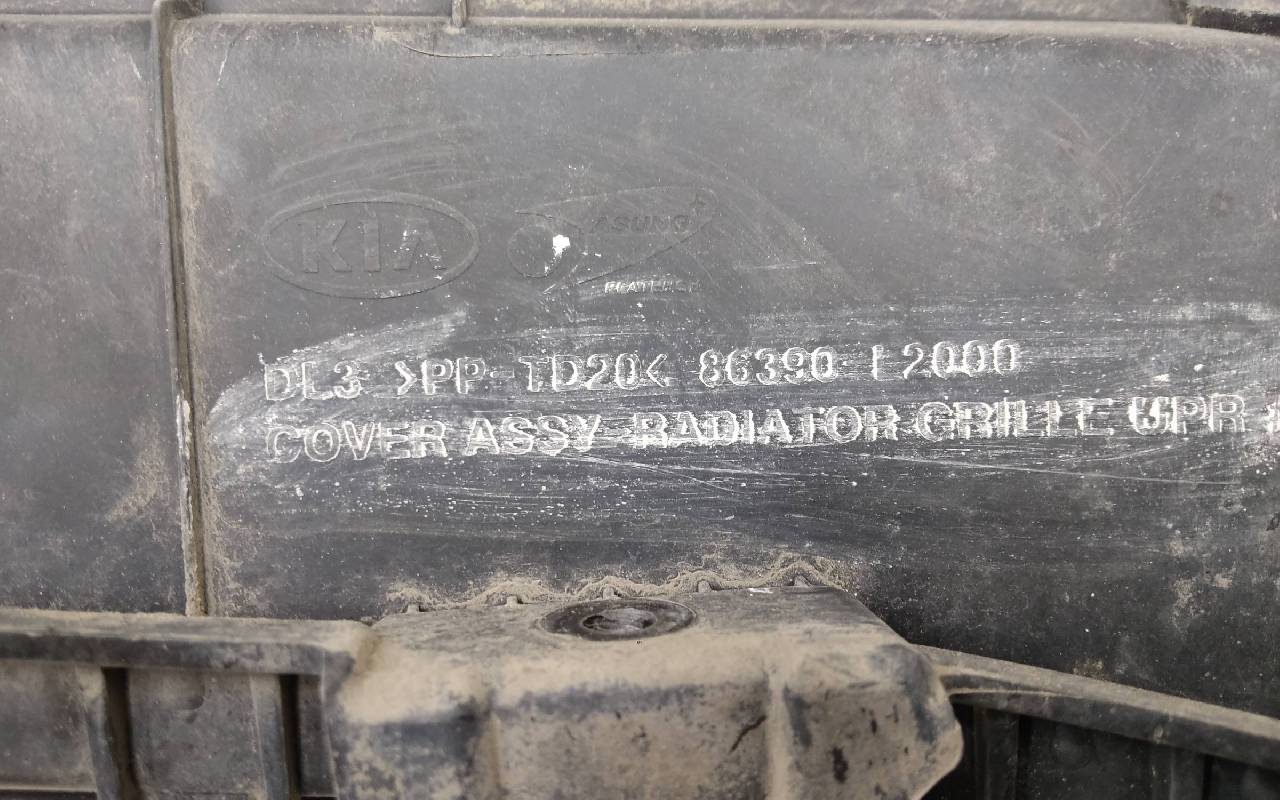 KIA
DL3 >PP-TD20< 86390-L2000
COVER ASSY-RADIATOR GRILLE UPR